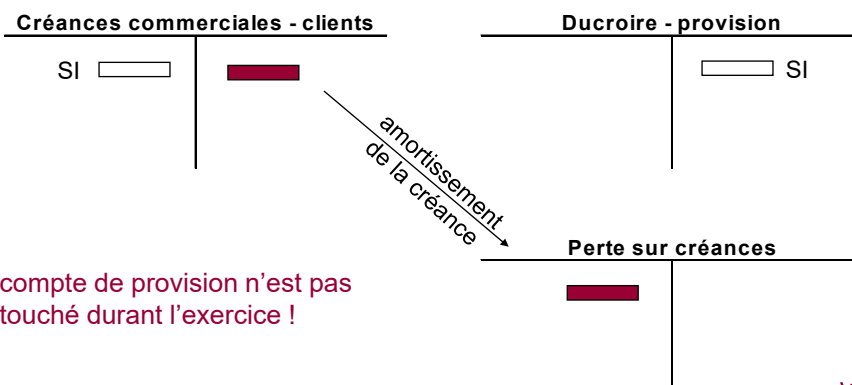 Créances commerciales - clients
Ducroire - provision
SI
SI
amortissement
de la créance
Perte sur créances
compte de provision n'est pas
touché durant l'exercice !